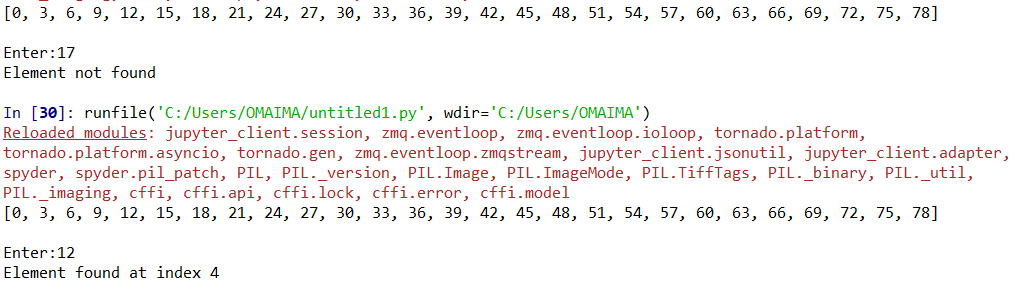 [0, 3, 6, 9, 12, 15, 18, 21, 24, 27, 30, 33, 36, 39, 42, 45, 48, 51, 54, 57, 60, 63, 66, 69, 72, 75, 78]
Enter:17
Element not found
In [30]: runfile('C:/Users/OMAIMA/untitled1.py', wdir='C:/Users/OMAIMA')
Reloaded modules: jupyter_client.session, zmq.eventloop, zmq.eventloop.ioloop, tornado.platform,
tornado.platform.asyncio, tornado.gen, zmq.eventloop.zmqstream, jupyter_client.jsonutil, jupyter_client.adapter,
spyder, spyder.pil_patch, PIL, PIL._version, PIL.Image, PIL.ImageMode, PIL.TiffTags, PIL._binary, PIL._util,
PIL._imaging, cffi, cffi.api, cffi.lock, cffi.error, cffi.model
[0, 3, 6, 9, 12, 15, 18, 21, 24, 27, 30, 33, 36, 39, 42, 45, 48, 51, 54, 57, 60, 63, 66, 69, 72, 75, 78]
Enter:12
Element found at index 4